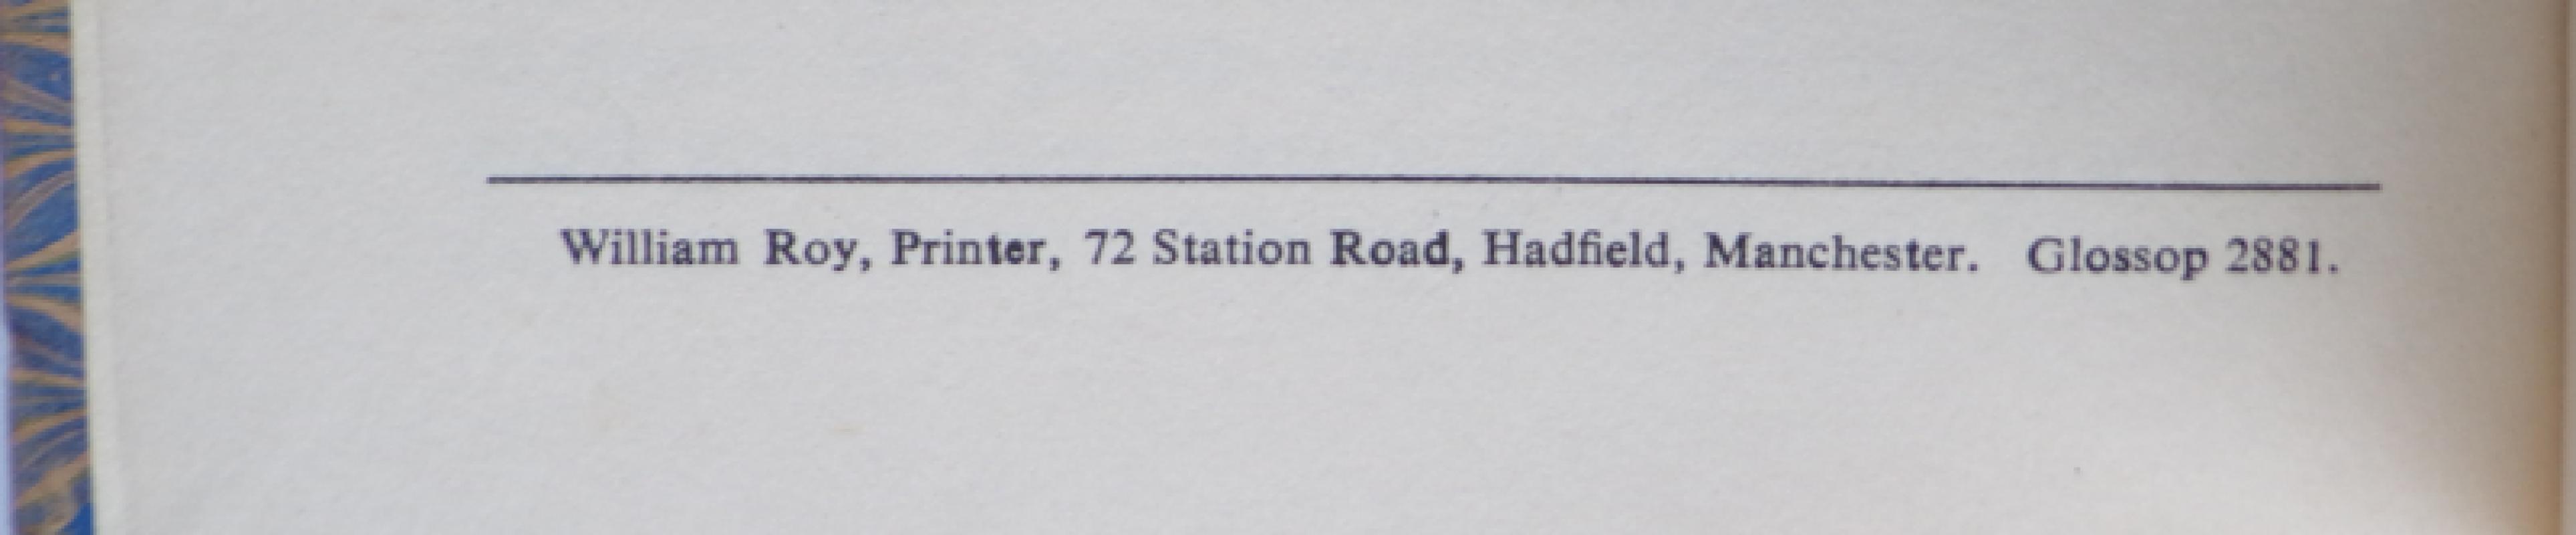 William Roy, Printer, 72 Station Road, Hadfield, Manchester. Glossop 2881.